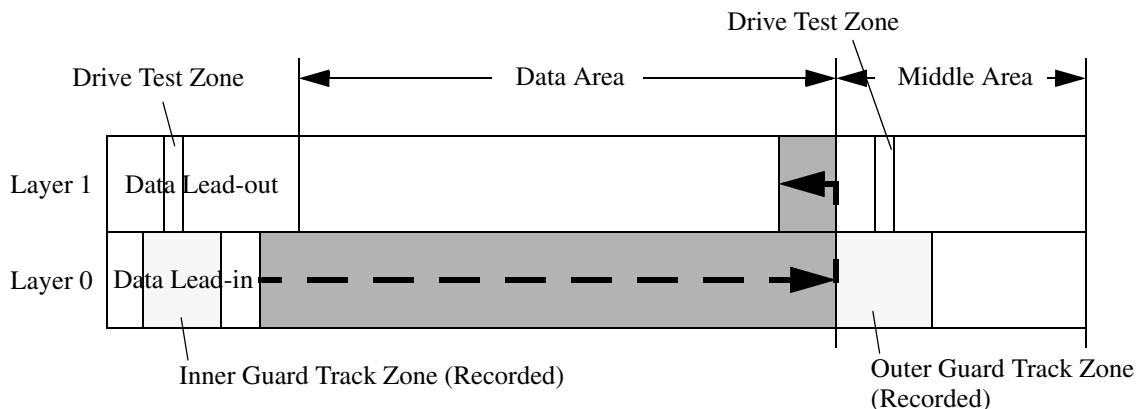 Drive Test Zone
Drive Test Zone
Data Area
Middle Area
Layer 1
Data Lead-out
Layer 0
Data Lead-in
Inner Guard Track Zone (Recorded)
Outer Guard Track Zone
(Recorded)